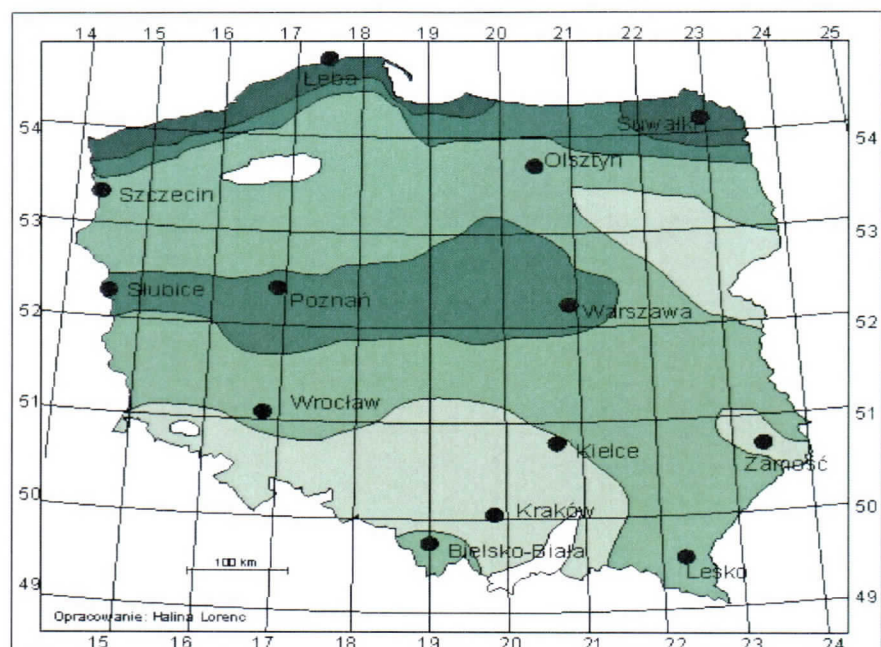 14 15 16 17 18 19 20 21 22 23 24 25
Łeba
54 Suwałki 54
Olsztyn
Szczecin
53 53
Słubice Poznań Warszawa
52 52
Wrocław
51 51
Kielce Zamość
50 Kraków 50
Bielsko-Biała Lesko
100 km
49 49
Opracowanie: Halina Lorenc
15 16 17 18 19 20 21 22 23 24